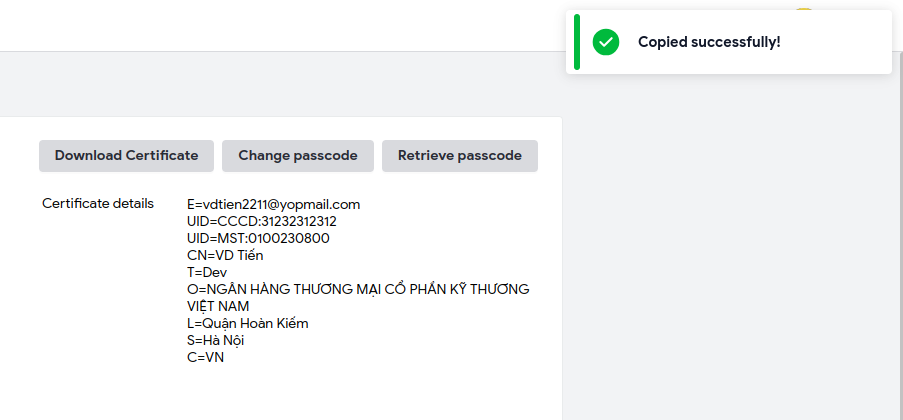 Copied successfully!
Download Certificate Change passcode Retrieve passcode
Certificate details
E=vdtien2211@yopmail.com
UID=CCCD:31232312312
UID=MST:0100230800
CN=VD Tiến
T=Dev
O=NGÂN HÀNG THƯƠNG MẠI CỔ PHẦN KỸ THƯƠNG
VIỆT NAM
L=Quận Hoàn Kiếm
S=Hà Nội
C=VN